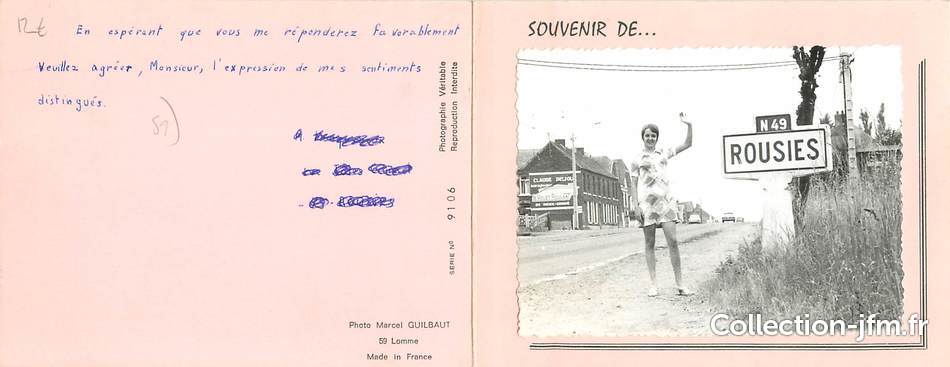 12€
En espérant que vous me réponderez favorablement
Veuillez agréer, Monsieur, l'expression de mes sentiments
distingués.
59)
Photographie Véritable
Reproduction Interdite
SERIE N° 9106
Photo Marcel GUILBAUT
59 Lomme
Made in France
SOUVENIR DE...
CLAUDE
N 49
ROUSIES
Collection-jfm.fr